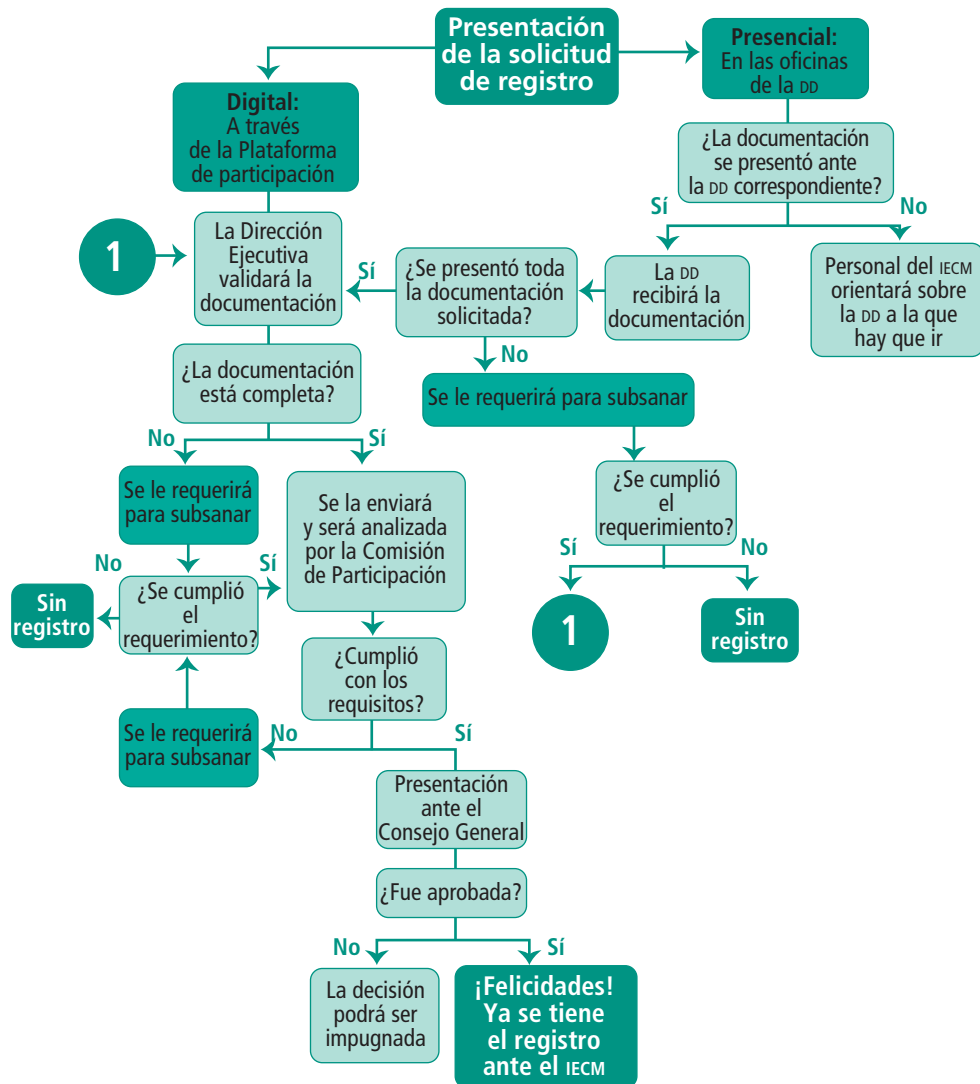 Presentación
de la solicitud
de registro
Presencial:
En las oficinas
de la DD
Digital:
A través
de la Plataforma
de participación
¿La documentación
se presentó ante
la DD correspondiente?
Sí
No
1
La Dirección
Ejecutiva
validará la
documentación
Sí
¿Se presentó toda
la documentación
solicitada?
La DD
recibirá la
documentación
Personal del IECM
orientará sobre
la DD a la que
hay que ir
No
¿La documentación
está completa?
Se le requerirá para subsanar
No
Sí
Se le requerirá
para subsanar
Se la enviará
y será analizada
por la Comisión
de Participación
¿Se cumplió
el
requerimiento?
Sí
No
No
Sí
Sin
registro
¿Se cumplió
el
requerimiento?
1
Sin
registro
¿Cumplió
con los
requisitos?
Se le requerirá
para subsanar
No
Sí
Presentación
ante el
Consejo General
¿Fue aprobada?
No
Sí
La decisión
podrá ser
impugnada
¡Felicidades!
Ya se tiene
el registro
ante el IECM